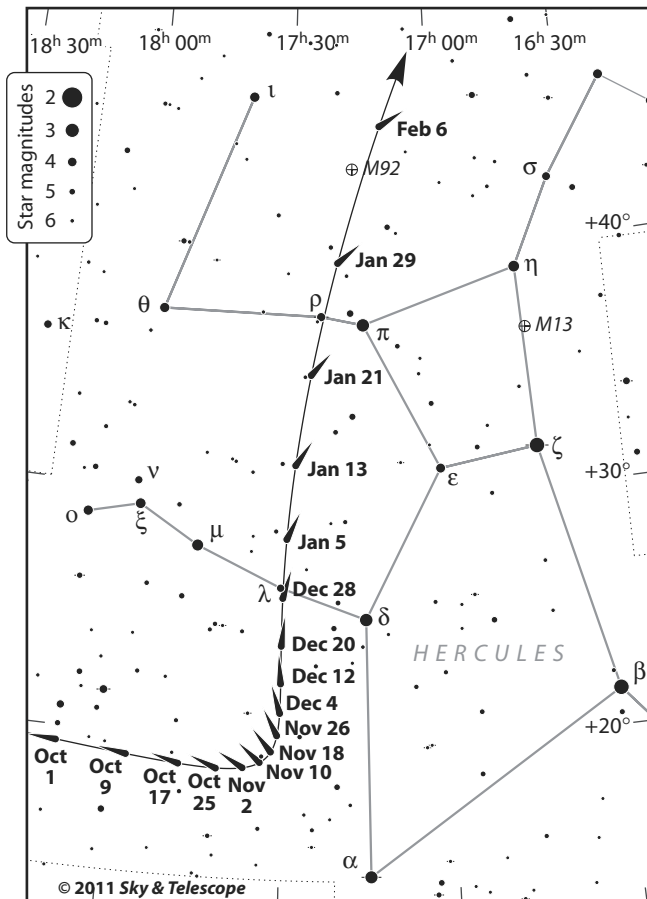 18h 30m 18h 00m 17h 30m 17h 00m 16h 30m
Star magnitudes
2
3
4
5
6
ι
Feb 6
M92
σ
+40°
Jan 29
η
θ
ρ
π
M13
κ
Jan 21
ζ
Jan 13
ε
+30°
ν
ο
ξ
μ
Jan 5
λ
Dec 28
δ
Dec 20
HERCULES
Dec 12
β
Dec 4
+20°
Nov 26
Nov 18
Nov 10
Oct
1
Oct
9
Oct
17
Oct
25
Nov
2
α
© 2011 Sky & Telescope